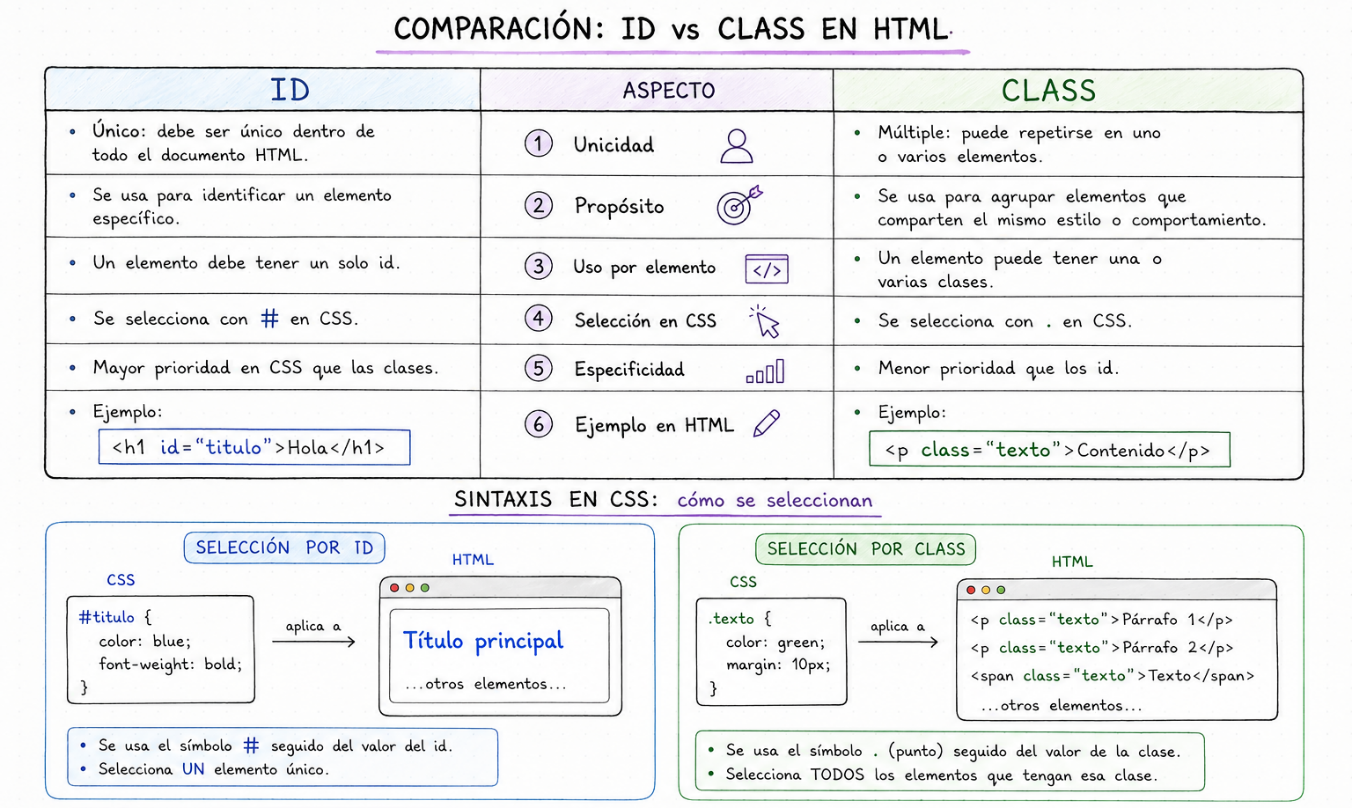 COMPARACIÓN: ID vs CLASS EN HTML
ID
ASPECTO
CLASS
• Único: debe ser único dentro de
todo el documento HTML.
1 Unicidad
• Múltiple: puede repetirse en uno
o varios elementos.
• Se usa para identificar un elemento
específico.
2 Propósito
• Se usa para agrupar elementos que
comparten el mismo estilo o comportamiento.
• Un elemento debe tener un solo id.
3 Uso por elemento
</>
• Un elemento puede tener una o
varias clases.
• Se selecciona con # en CSS.
4 Selección en CSS
• Se selecciona con . en CSS.
• Mayor prioridad en CSS que las clases.
5 Especificidad
• Menor prioridad que los id.
• Ejemplo:
<h1 id="titulo">Hola</h1>
6 Ejemplo en HTML
• Ejemplo:
<p class="texto">Contenido</p>
SINTAXIS EN CSS: cómo se seleccionan
SELECCIÓN POR ID
CSS
#titulo {
color: blue;
font-weight: bold;
}
aplica a
HTML
Título principal
...otros elementos...
• Se usa el símbolo # seguido del valor del id.
• Selecciona UN elemento único.
SELECCIÓN POR CLASS
CSS
.texto {
color: green;
margin: 10px;
}
aplica a
HTML
<p class="texto">Párrafo 1</p>
<p class="texto">Párrafo 2</p>
<span class="texto">Texto</span>
...otros elementos...
• Se usa el símbolo . (punto) seguido del valor de la clase.
• Selecciona TODOS los elementos que tengan esa clase.